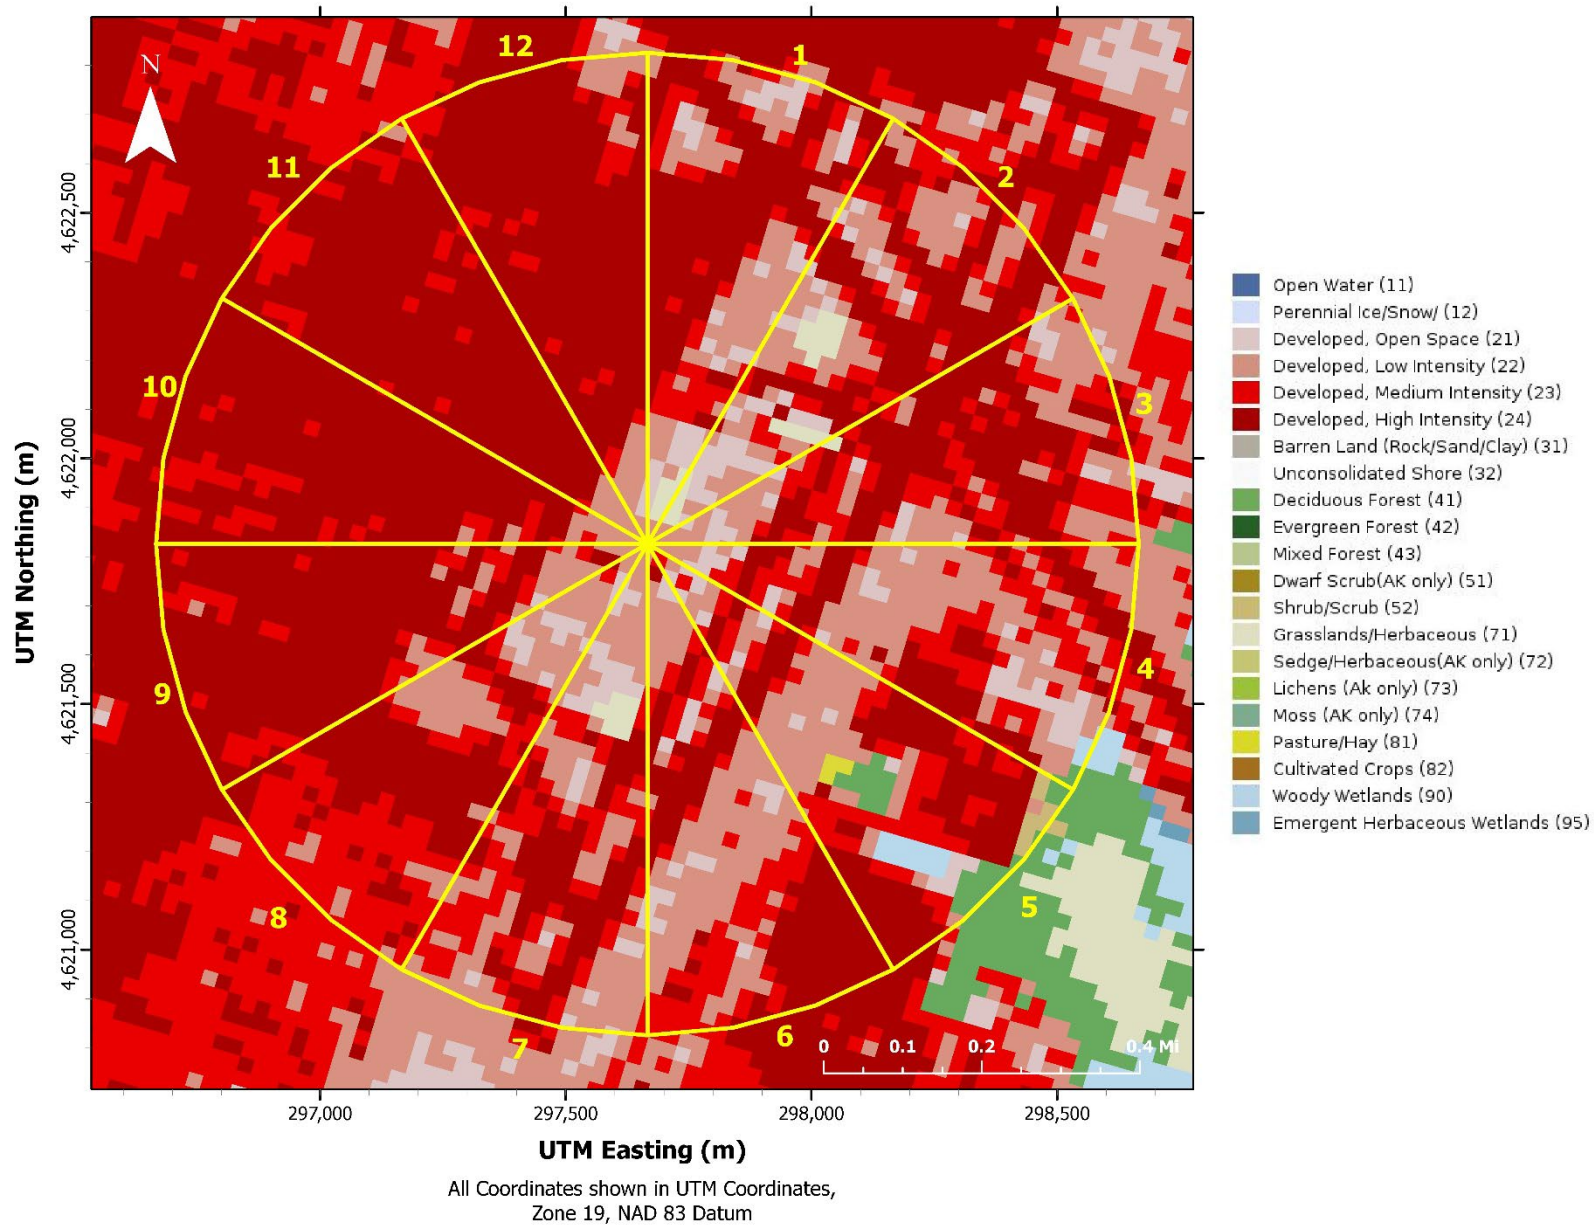 12
1
N
11
2
10
3
9
4
8
5
7
6
0
0.1
0.2
0.4 Mi
4,622,500
4,622,000
4,621,500
4,621,000
UTM Northing (m)
297,000
297,500
298,000
298,500
UTM Easting (m)
All Coordinates shown in UTM Coordinates,
Zone 19, NAD 83 Datum
Open Water (11)
Perennial Ice/Snow/ (12)
Developed, Open Space (21)
Developed, Low Intensity (22)
Developed, Medium Intensity (23)
Developed, High Intensity (24)
Barren Land (Rock/Sand/Clay) (31)
Unconsolidated Shore (32)
Deciduous Forest (41)
Evergreen Forest (42)
Mixed Forest (43)
Dwarf Scrub(AK only) (51)
Shrub/Scrub (52)
Grasslands/Herbaceous (71)
Sedge/Herbaceous(AK only) (72)
Lichens (Ak only) (73)
Moss (AK only) (74)
Pasture/Hay (81)
Cultivated Crops (82)
Woody Wetlands (90)
Emergent Herbaceous Wetlands (95)